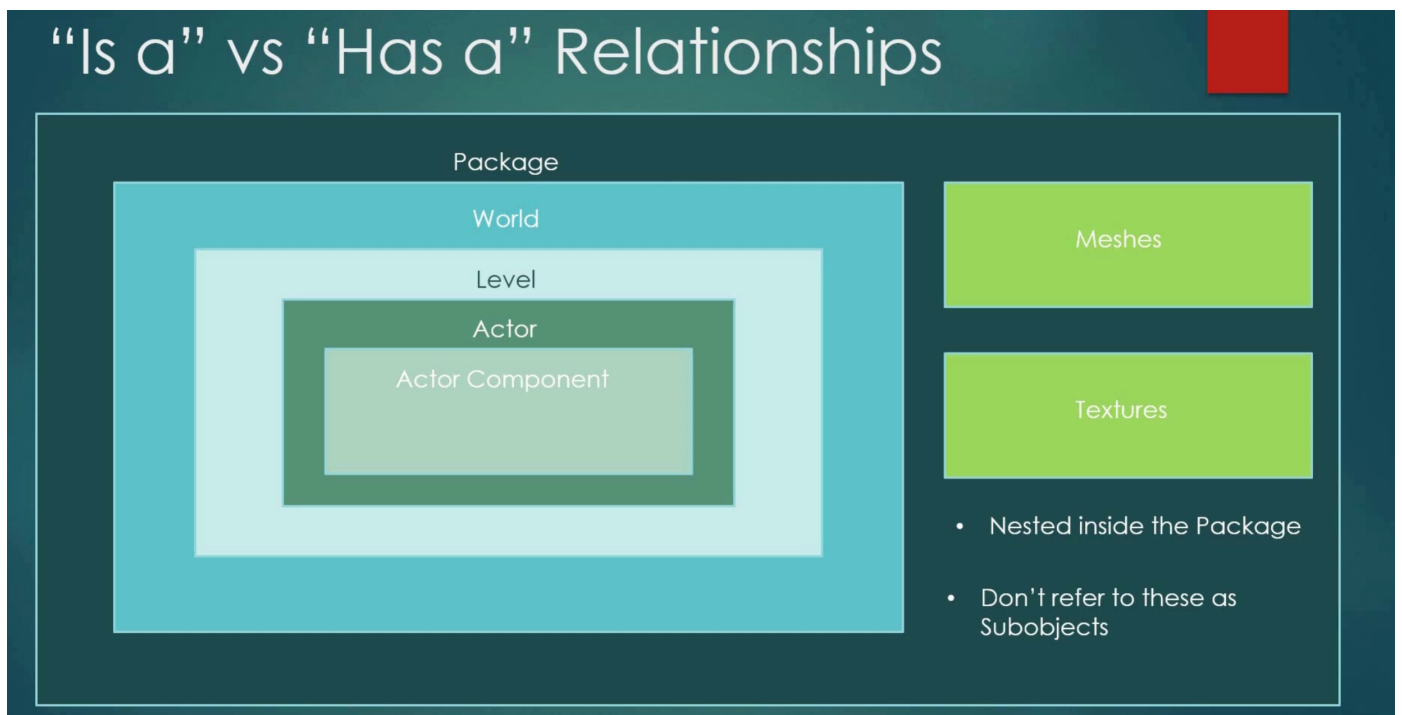 “Is a” vs “Has a” Relationships
Package
World
Level
Actor
Actor Component
Meshes
Textures
• Nested inside the Package
• Don’t refer to these as
Subobjects